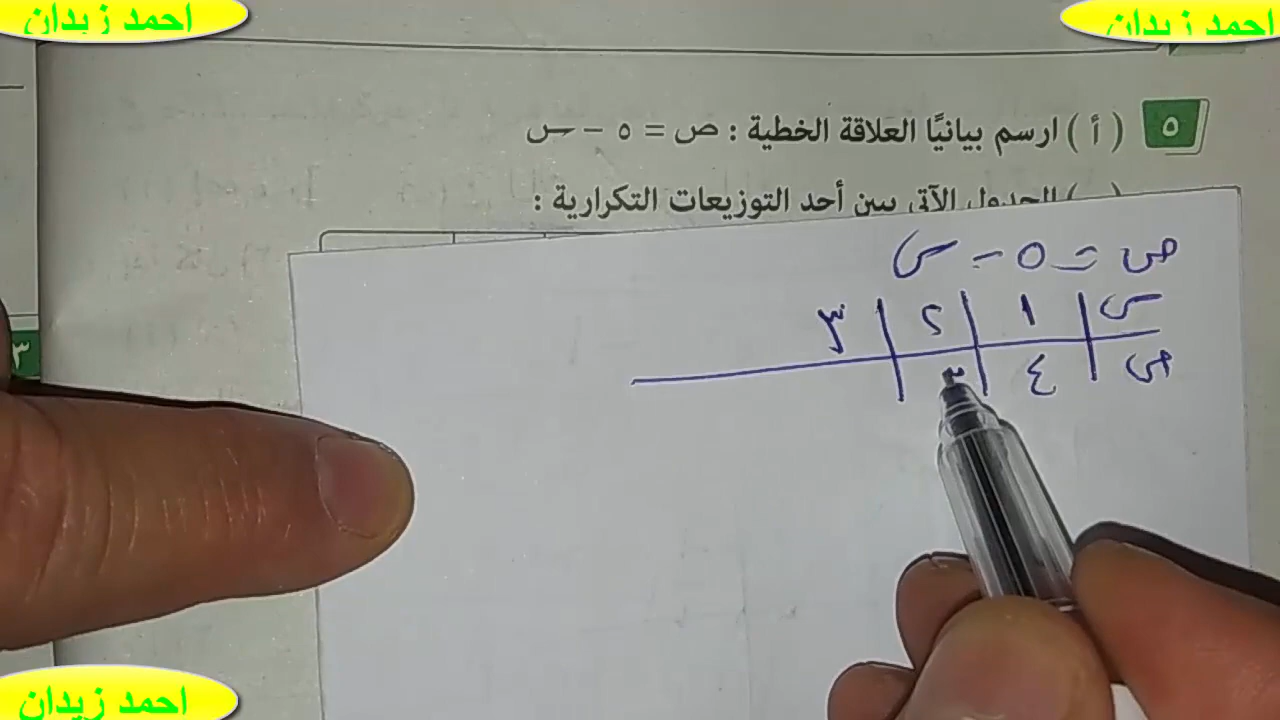 احمد زيدان
احمد زيدان
٥ ( أ ) ارسم بيانيًا العلاقة الخطية : ص = ٥ – س
الجدول الآتي يبين أحد التوزيعات التكرارية :
ص = ٥ – س
س ١ ٢ ٣
ص ٤ ٣
٣
احمد زيدان